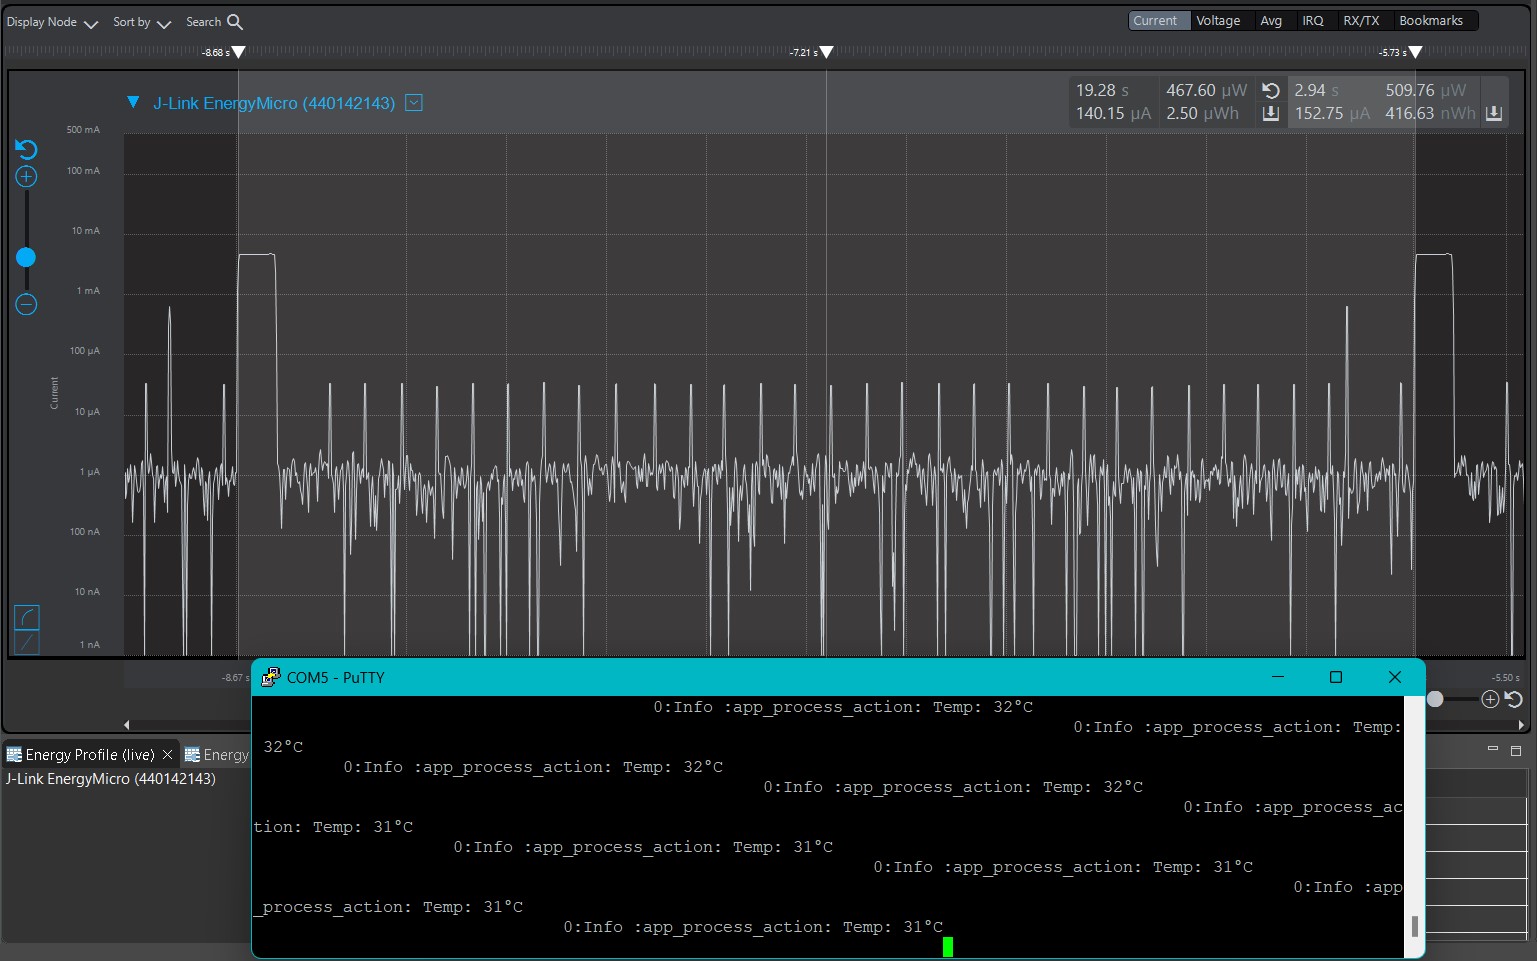 Display Node Sort by Search Current Voltage Avg IRQ RX/TX Bookmarks
-8.68 s -7.21 s -5.73 s
J-Link EnergyMicro (440142143)
19.28 s 467.60 µW 2.94 s 509.76 µW
140.15 µA 2.50 µWh 152.75 µA 416.63 nWh
500 mA
100 mA
10 mA
1 mA
100 µA
10 µA
1 µA
100 nA
10 nA
1 nA
Current
-8.67 s -5.50 s
COM5 - PuTTY
0:Info :app_process_action: Temp: 32°C
0:Info :app_process_action: Temp:
32°C
0:Info :app_process_action: Temp: 32°C
0:Info :app_process_action: Temp: 32°C
0:Info :app_process_ac
tion: Temp: 31°C
0:Info :app_process_action: Temp: 31°C
0:Info :app_process_action: Temp: 31°C
0:Info :app
_process_action: Temp: 31°C
0:Info :app_process_action: Temp: 31°C
Energy Profile (live) Energy
J-Link EnergyMicro (440142143)